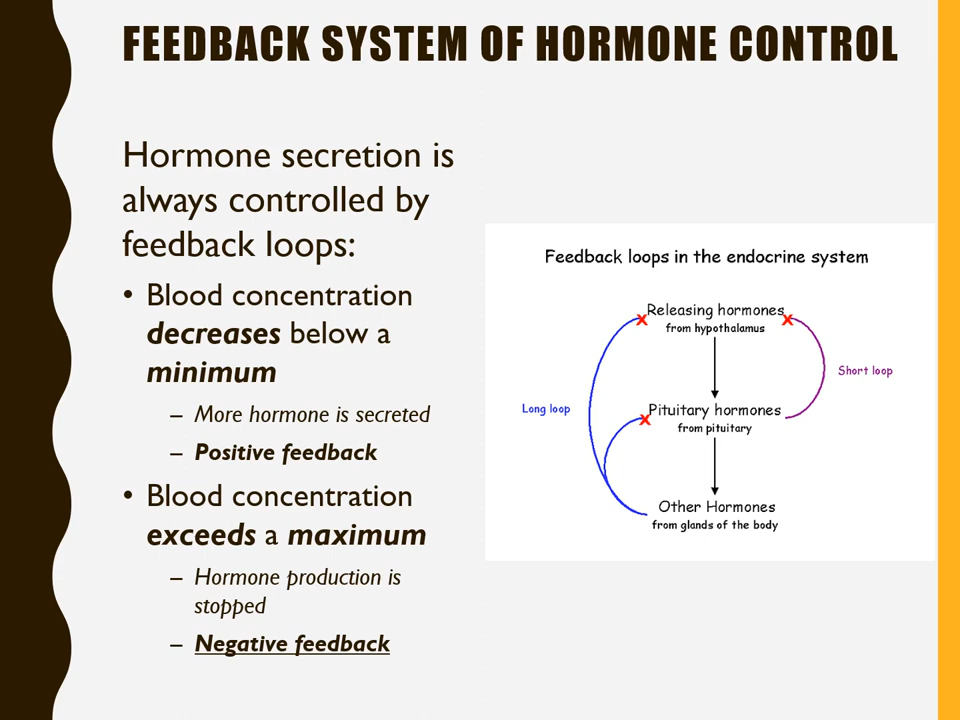 FEEDBACK SYSTEM OF HORMONE CONTROL
Hormone secretion is
always controlled by
feedback loops:
• Blood concentration
decreases below a
minimum
– More hormone is secreted
– Positive feedback
• Blood concentration
exceeds a maximum
– Hormone production is
stopped
– Negative feedback
Feedback loops in the endocrine system
X Releasing hormones X
from hypothalamus
Short loop
Long loop
X Pituitary hormones
from pituitary
Other Hormones
from glands of the body